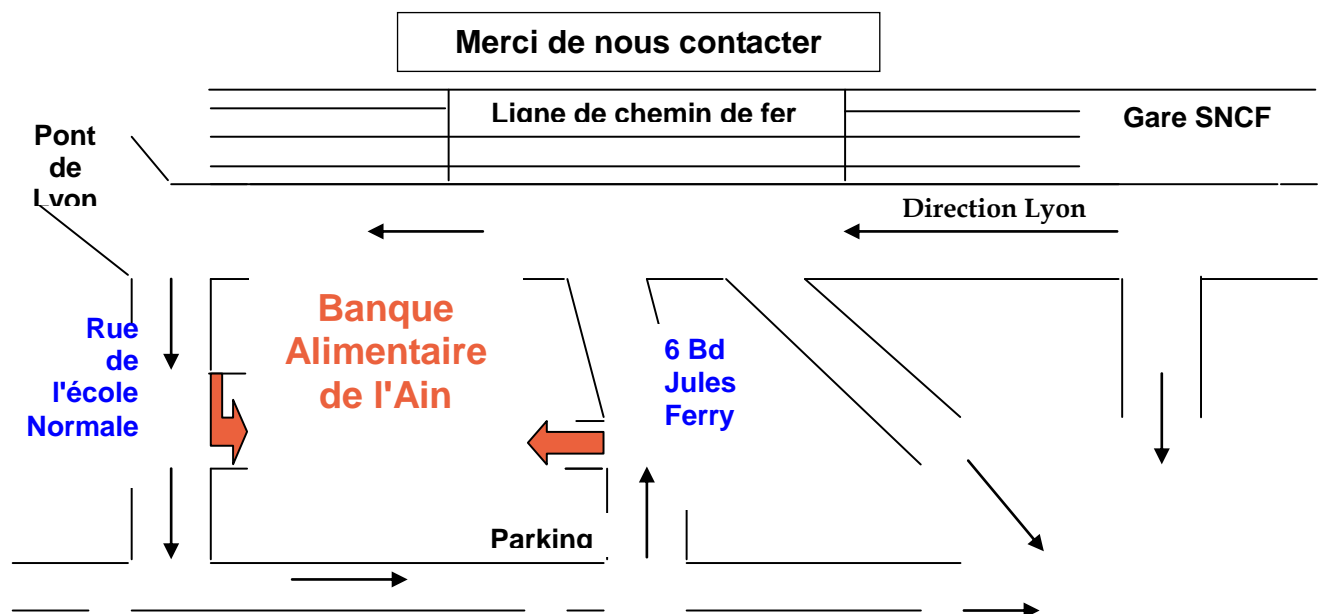 Merci de nous contacter
Ligne de chemin de fer
Gare SNCF
Pont
de
Lyon
Direction Lyon
Banque
Alimentaire
de l'Ain
Rue
de
l'école
Normale
6 Bd
Jules
Ferry
Parking